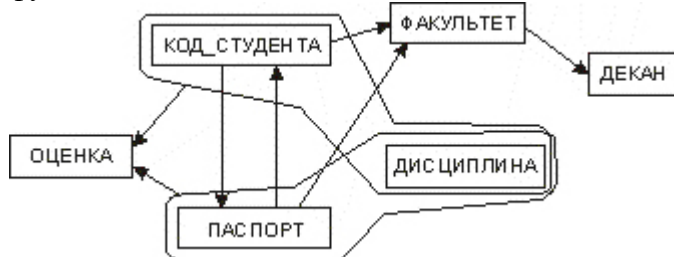 ФАКУЛЬТЕТ
КОД_СТУДЕНТА
ДЕКАН
ОЦЕНКА
ДИСЦИПЛИНА
ПАСПОРТ